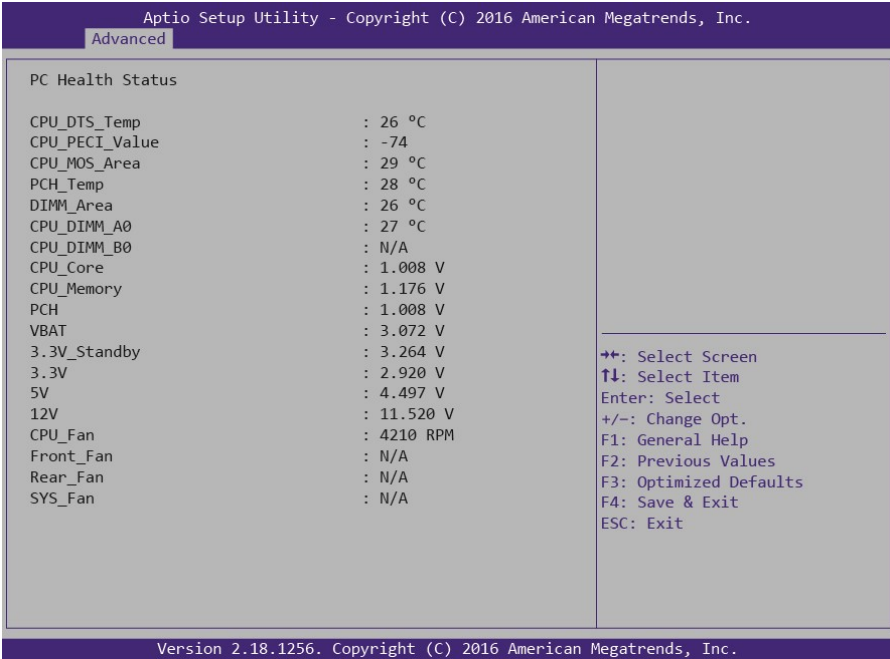 Aptio Setup Utility - Copyright (C) 2016 American Megatrends, Inc.
Advanced
PC Health Status
CPU_DTS_Temp : 26 °C
CPU_PECI_Value : -74
CPU_MOS_Area : 29 °C
PCH_Temp : 28 °C
DIMM_Area : 26 °C
CPU_DIMM_A0 : 27 °C
CPU_DIMM_B0 : N/A
CPU_Core : 1.008 V
CPU_Memory : 1.176 V
PCH : 1.008 V
VBAT : 3.072 V
3.3V_Standby : 3.264 V
3.3V : 2.920 V
5V : 4.497 V
12V : 11.520 V
CPU_Fan : 4210 RPM
Front_Fan : N/A
Rear_Fan : N/A
SYS_Fan : N/A
→←: Select Screen
↑↓: Select Item
Enter: Select
+/−: Change Opt.
F1: General Help
F2: Previous Values
F3: Optimized Defaults
F4: Save & Exit
ESC: Exit
Version 2.18.1256. Copyright (C) 2016 American Megatrends, Inc.